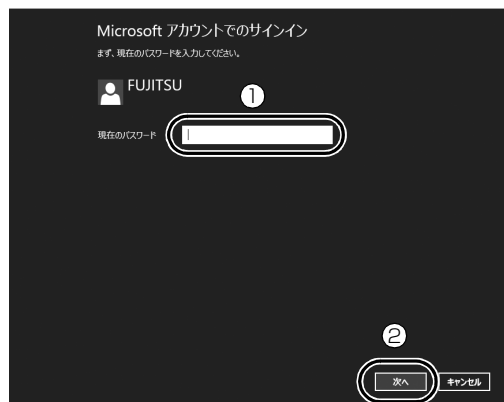 Microsoft アカウントでのサインイン
まず、現在のパスワードを入力してください。
FUJITSU
①
現在のパスワード
②
次へ
キャンセル